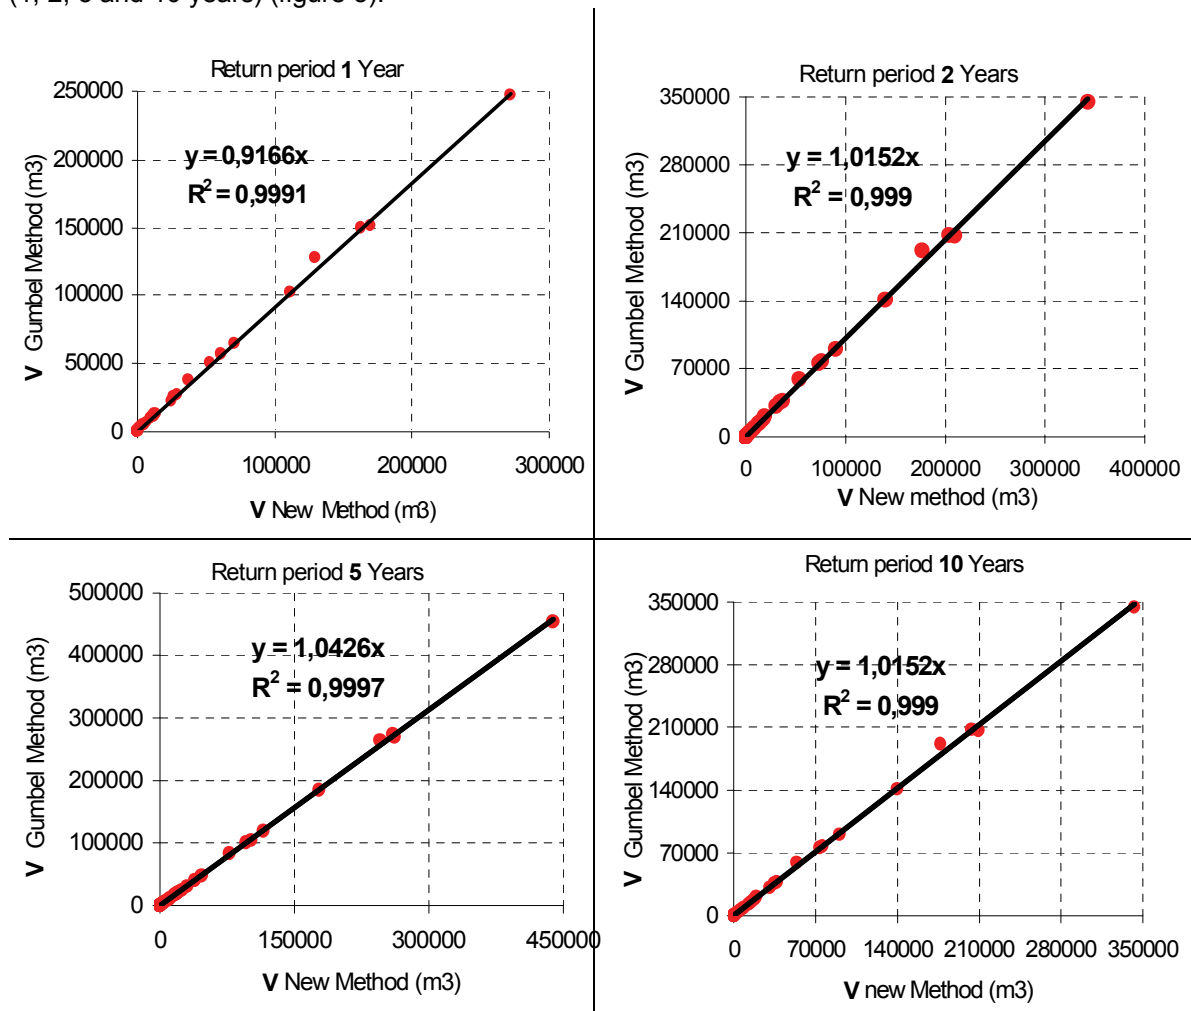 (1, 2, 5 and 10 years) (figure 3).
Return period 1 Year
250000
200000
150000
100000
50000
0
y = 0,9166x
R² = 0,9991
V Gumbel Method (m3)
0 100000 200000 300000
V New Method (m3)
Return period 2 Years
350000
280000
210000
140000
70000
0
y = 1,0152x
R² = 0,999
V Gumbel Method (m3)
0 100000 200000 300000 400000
V New method (m3)
Return period 5 Years
500000
400000
300000
200000
100000
0
y = 1,0426x
R² = 0,9997
V Gumbel Method (m3)
0 150000 300000 450000
V New Method (m3)
Return period 10 Years
350000
280000
210000
140000
70000
0
y = 1,0152x
R² = 0,999
V Gumbel Method (m3)
0 70000 140000 210000 280000 350000
V new Method (m3)